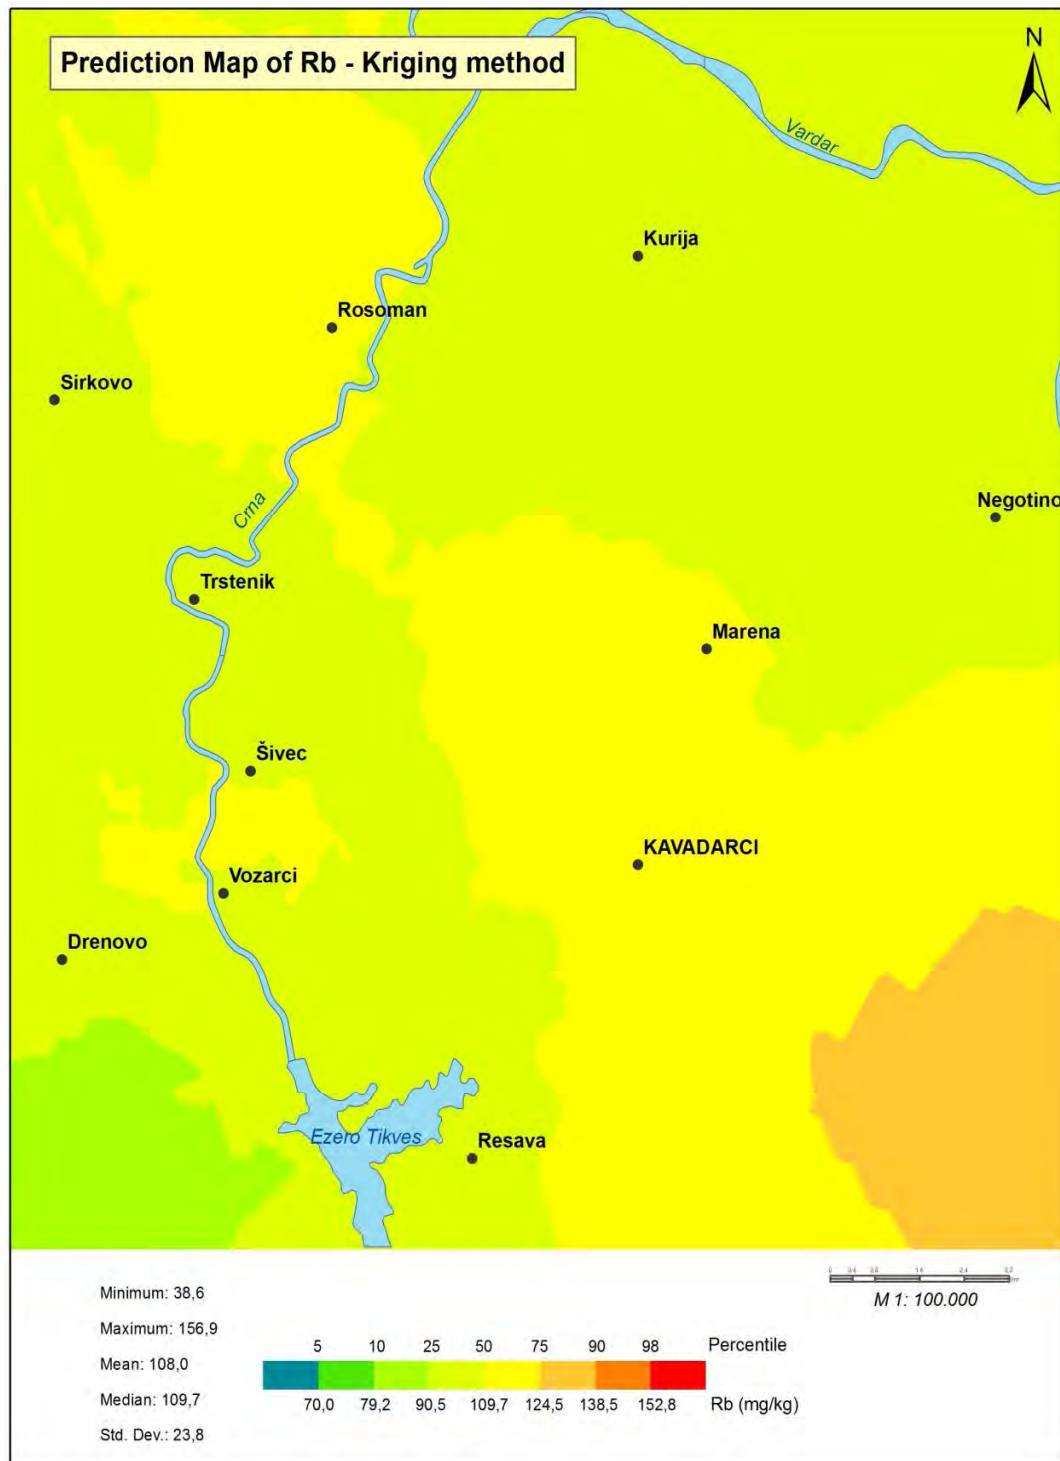 Prediction Map of Rb - Kriging method
N
Vardar
Kurija
Rosoman
Sirkovo
Crna
Negotino
Trstenik
Marena
Šivec
KAVADARCI
Vozarci
Drenovo
Ezero Tikves
Resava
Minimum: 38,6
Maximum: 156,9
Mean: 108,0
Median: 109,7
Std. Dev.: 23,8
M 1: 100.000
5 10 25 50 75 90 98 Percentile
70,0 79,2 90,5 109,7 124,5 138,5 152,8 Rb (mg/kg)